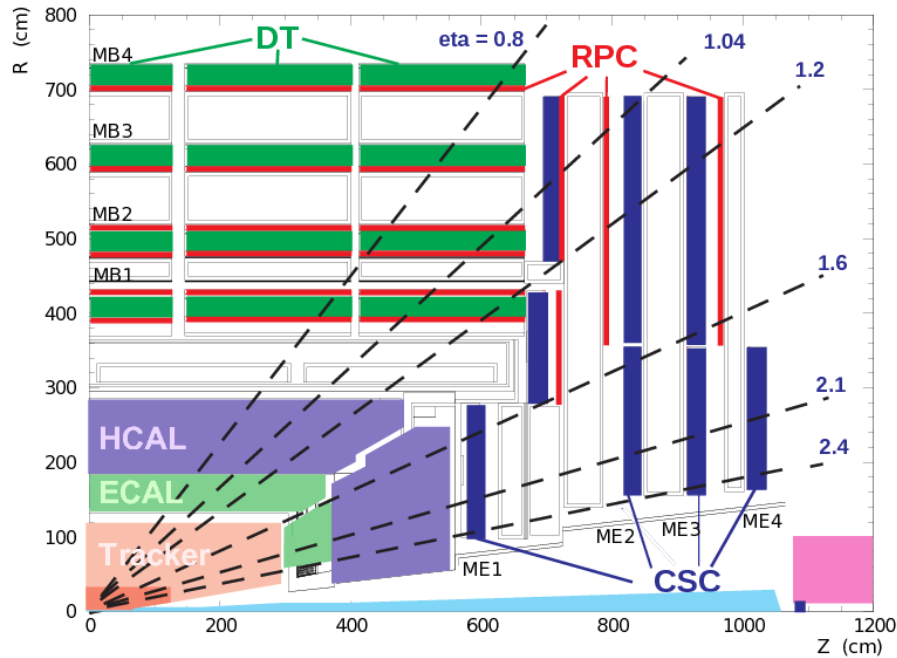 R (cm)
800
700
600
500
400
300
200
100
0
MB4
MB3
MB2
MB1
DT
eta = 0.8
RPC
1.04
1.2
1.6
2.1
2.4
HCAL
ECAL
Tracker
ME1
ME2
ME3
ME4
CSC
0
200
400
600
800
1000
1200
Z (cm)